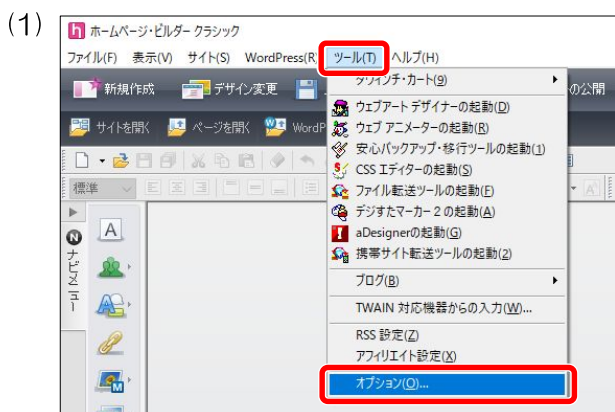 (1)
ホームページ・ビルダー クラシック
ファイル(F) 表示(V) サイト(S) WordPress(R) ツール(T) ヘルプ(H)
新規作成 デザイン変更 の公開
サイトを開く ページを開く WordP
標準
ナビメニュー
クワインチ・カート(9)
ウェブアート デザイナーの起動(D)
ウェブ アニメーターの起動(R)
安心バックアップ・移行ツールの起動(1)
CSS エディターの起動(S)
ファイル転送ツールの起動(F)
デジすたマーカー 2 の起動(A)
aDesignerの起動(G)
携帯サイト転送ツールの起動(2)
ブログ(B)
TWAIN 対応機器からの入力(W)...
RSS 設定(Z)
アフィリエイト設定(X)
オプション(O)...